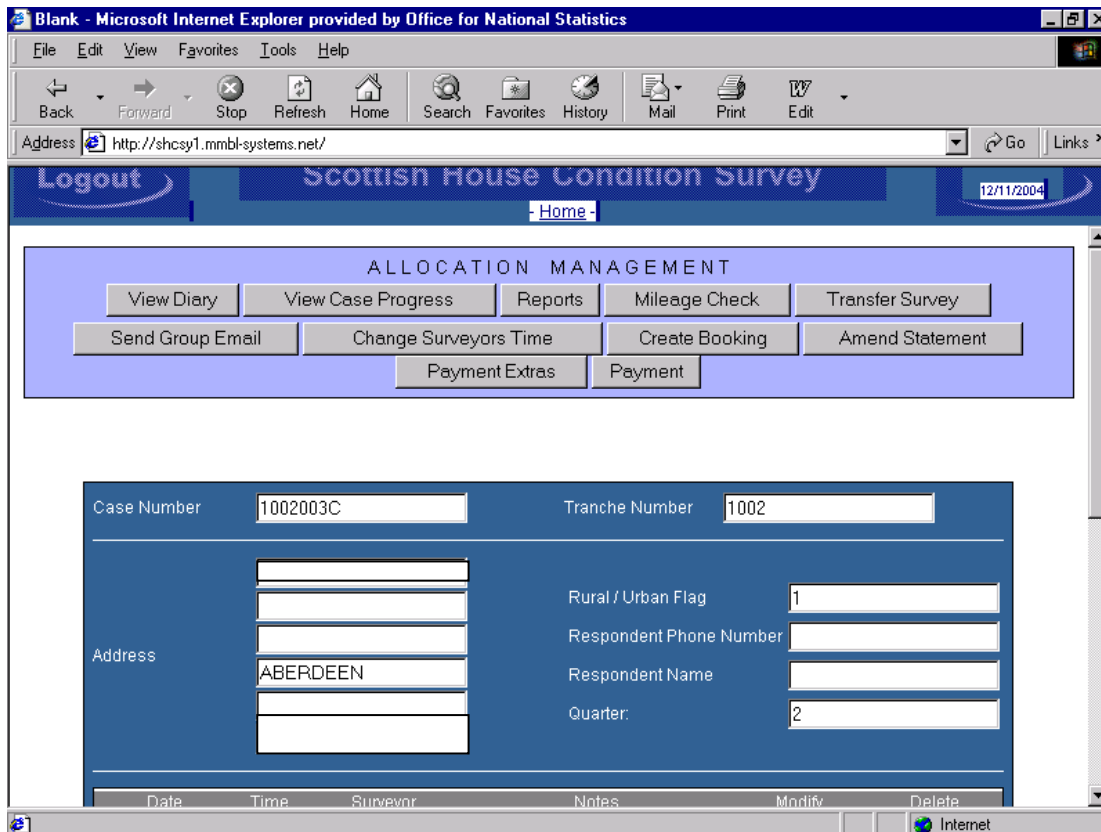 Blank - Microsoft Internet Explorer provided by Office for National Statistics
File Edit View Favorites Tools Help
Back Forward Stop Refresh Home Search Favorites History Mail Print Edit
Address http://shcsy1.mmbl-systems.net/ Go Links
Logout Scottish House Condition Survey 12/11/2004
- Home -
ALLOCATION MANAGEMENT
View Diary View Case Progress Reports Mileage Check Transfer Survey
Send Group Email Change Surveyors Time Create Booking Amend Statement
Payment Extras Payment
Case Number 1002003C Tranche Number 1002
Rural / Urban Flag 1
Respondent Phone Number
Address
ABERDEEN Respondent Name
Quarter: 2
Date Time Surveyor Notes Modify Delete
Internet